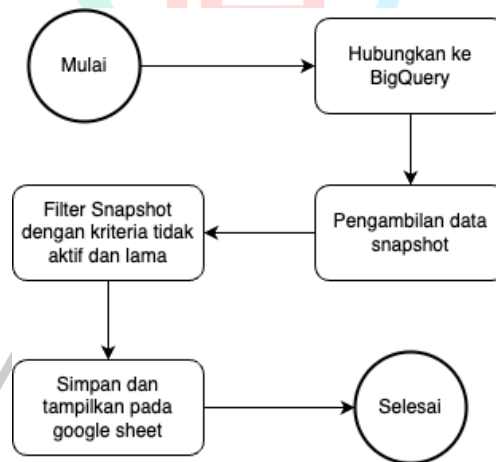 Mulai
Hubungkan ke
BigQuery
Pengambilan data
snapshot
Filter Snapshot
dengan kriteria tidak
aktif dan lama
Simpan dan
tampilkan pada
google sheet
Selesai